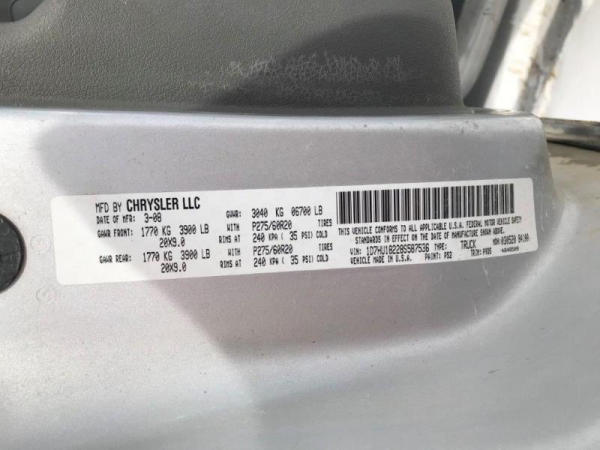 MFD BY CHRYSLER LLC
DATE OF MFR: 3-08 GVWR: 3040 KG 06700 LB
GAWR FRONT: 1770 KG 3900 LB WITH P275/60R20 TIRES
20X9.0 RIMS AT 240 KPA ( 35 PSI) COLD
GAWR REAR: 1770 KG 3900 LB WITH P275/60R20 TIRES
20X9.0 RIMS AT 240 KPA ( 35 PSI) COLD
THIS VEHICLE CONFORMS TO ALL APPLICABLE U.S.A. FEDERAL MOTOR VEHICLE SAFETY
STANDARDS IN EFFECT ON THE DATE OF MANUFACTURE SHOWN ABOVE.
VIN: 1D7HU18228S587536 TYPE: TRUCK
VEHICLE MADE IN U.S.A. PAINT: PS2 TRIM: